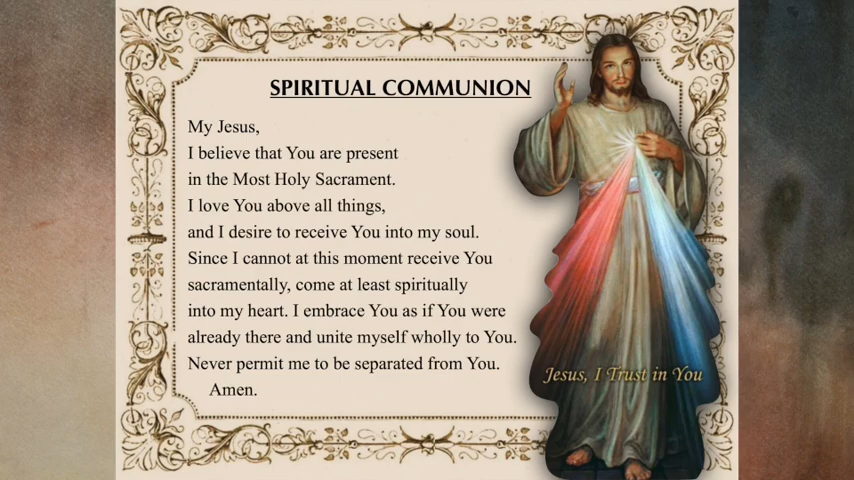 SPIRITUAL COMMUNION
My Jesus,
I believe that You are present
in the Most Holy Sacrament.
I love You above all things,
and I desire to receive You into my soul.
Since I cannot at this moment receive You
sacramentally, come at least spiritually
into my heart. I embrace You as if You were
already there and unite myself wholly to You.
Never permit me to be separated from You.
Amen.
Jesus, I Trust in You